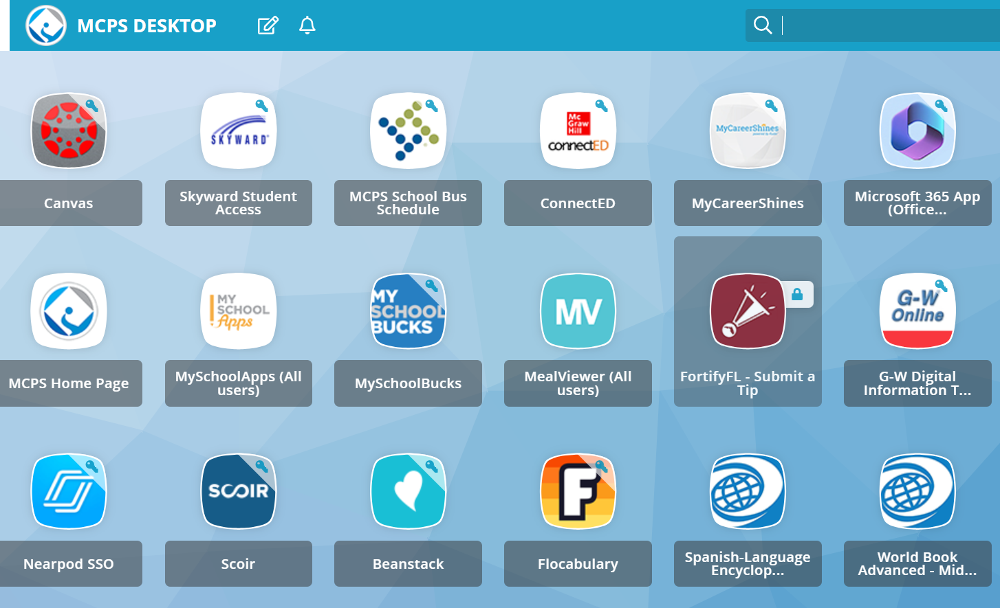 MCPS DESKTOP
SKYWARD
Mc
Graw
Hill
connectED
MyCareerShines
Canvas
Skyward Student
Access
MCPS School Bus
Schedule
ConnectED
MyCareerShines
Microsoft 365 App
(Office...
MY
SCHOOL
Apps
MY
SCHOOL
BUCKS
MV
G-W
Online
MCPS Home Page
MySchoolApps (All
users)
MySchoolBucks
MealViewer (All
users)
FortifyFL - Submit a
Tip
G-W Digital
Information T...
SCOIR
F
Nearpod SSO
Scoir
Beanstack
Flocabulary
Spanish-Language
Encyclop...
World Book
Advanced - Mid...